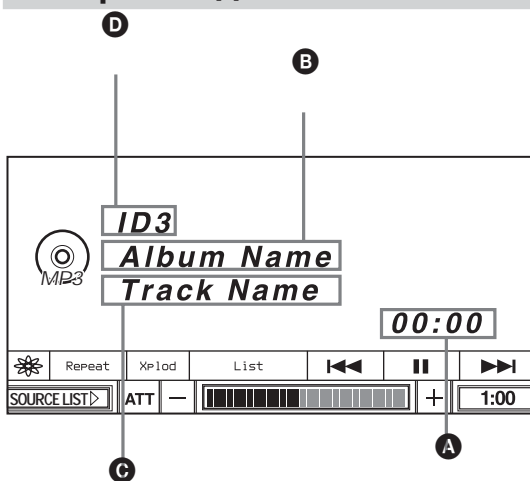 D
B
ID3
Album Name
MP3
Track Name
00:00
Repeat Xplod List
SOURCE LIST ATT − + 1:00
A
C